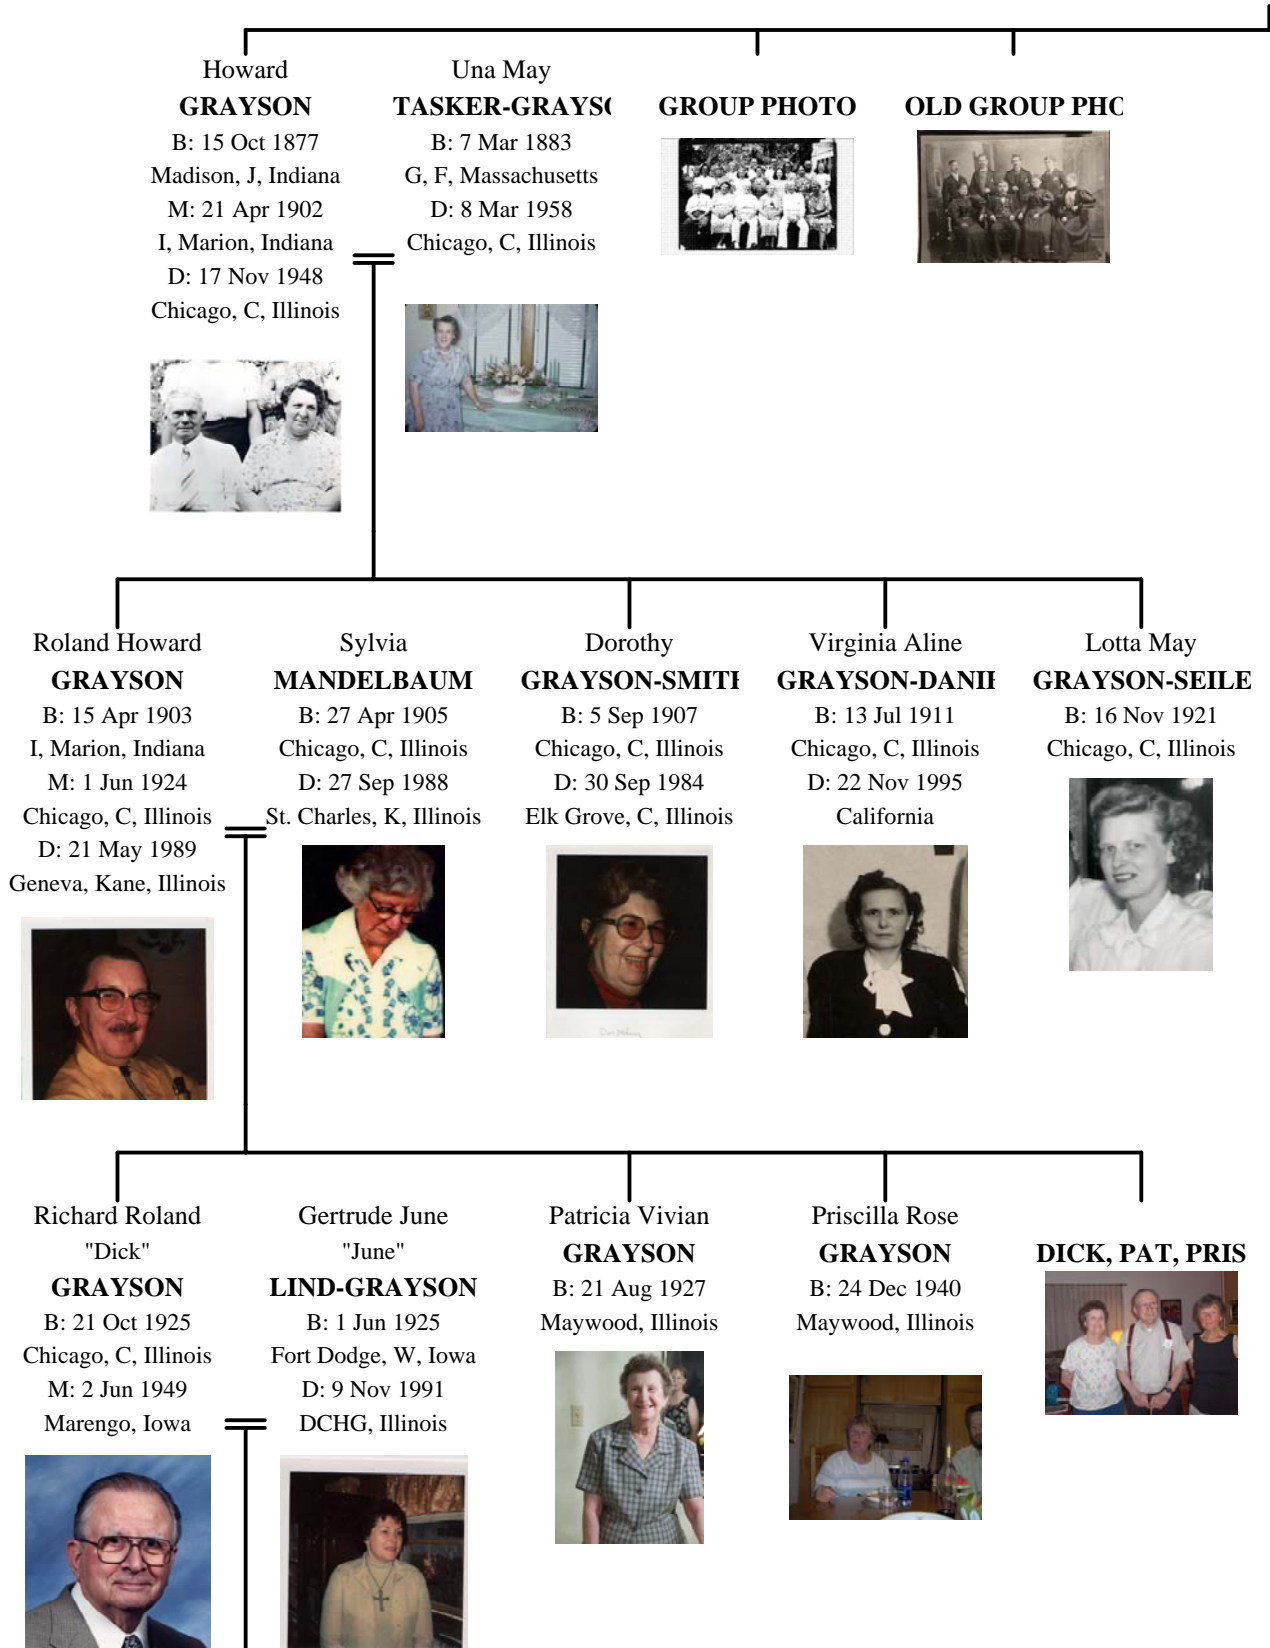 Howard
GRAYSON
B: 15 Oct 1877
Madison, J, Indiana
M: 21 Apr 1902
I, Marion, Indiana
D: 17 Nov 1948
Chicago, C, Illinois
Una May
TASKER-GRAYSO
B: 7 Mar 1883
G, F, Massachusetts
D: 8 Mar 1958
Chicago, C, Illinois
GROUP PHOTO
OLD GROUP PHO
Roland Howard
GRAYSON
B: 15 Apr 1903
I, Marion, Indiana
M: 1 Jun 1924
Chicago, C, Illinois
D: 21 May 1989
Geneva, Kane, Illinois
Sylvia
MANDELBAUM
B: 27 Apr 1905
Chicago, C, Illinois
D: 27 Sep 1988
St. Charles, K, Illinois
Dorothy
GRAYSON-SMITH
B: 5 Sep 1907
Chicago, C, Illinois
D: 30 Sep 1984
Elk Grove, C, Illinois
Virginia Aline
GRAYSON-DANIE
B: 13 Jul 1911
Chicago, C, Illinois
D: 22 Nov 1995
California
Lotta May
GRAYSON-SEILE
B: 16 Nov 1921
Chicago, C, Illinois
Richard Roland
"Dick"
GRAYSON
B: 21 Oct 1925
Chicago, C, Illinois
M: 2 Jun 1949
Marengo, Iowa
Gertrude June
"June"
LIND-GRAYSON
B: 1 Jun 1925
Fort Dodge, W, Iowa
D: 9 Nov 1991
DCHG, Illinois
Patricia Vivian
GRAYSON
B: 21 Aug 1927
Maywood, Illinois
Priscilla Rose
GRAYSON
B: 24 Dec 1940
Maywood, Illinois
DICK, PAT, PRIS